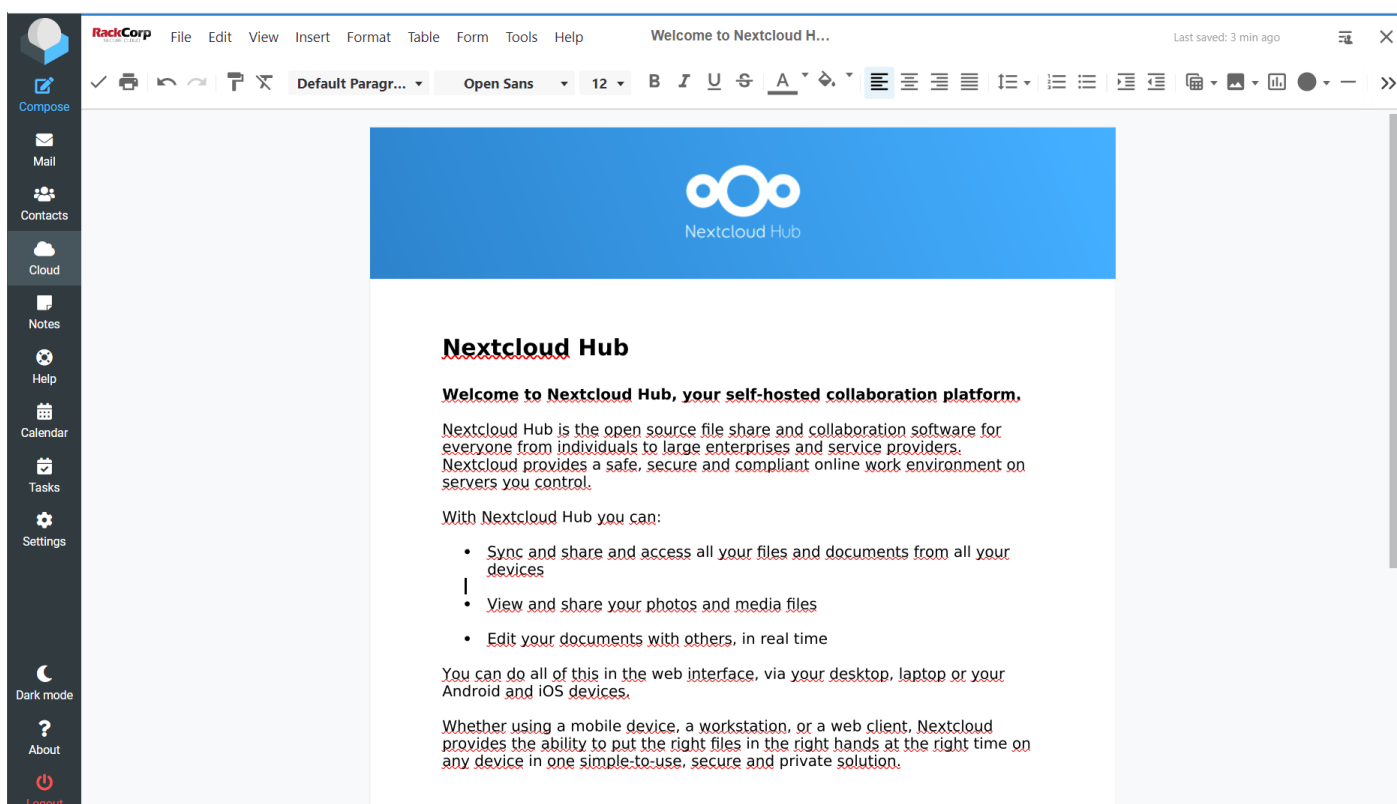 RackCorp
File Edit View Insert Format Table Form Tools Help
Welcome to Nextcloud H...
Last saved: 3 min ago
Default Paragr...
Open Sans
12
B I U S A
Compose
Mail
Contacts
Cloud
Notes
Help
Calendar
Tasks
Settings
Dark mode
?
About
Logout
Nextcloud Hub
Nextcloud Hub
Welcome to Nextcloud Hub, your self-hosted collaboration platform.
Nextcloud Hub is the open source file share and collaboration software for
everyone from individuals to large enterprises and service providers.
Nextcloud provides a safe, secure and compliant online work environment on
servers you control.
With Nextcloud Hub you can:
• Sync and share and access all your files and documents from all your
devices
• View and share your photos and media files
• Edit your documents with others, in real time
You can do all of this in the web interface, via your desktop, laptop or your
Android and iOS devices.
Whether using a mobile device, a workstation, or a web client, Nextcloud
provides the ability to put the right files in the right hands at the right time on
any device in one simple-to-use, secure and private solution.